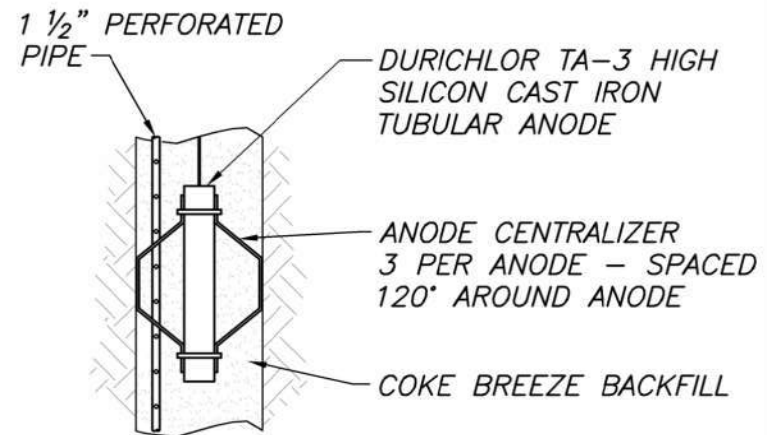 1 ½" PERFORATED
PIPE
DURICHLOR TA-3 HIGH
SILICON CAST IRON
TUBULAR ANODE
ANODE CENTRALIZER
3 PER ANODE - SPACED
120° AROUND ANODE
COKE BREEZE BACKFILL